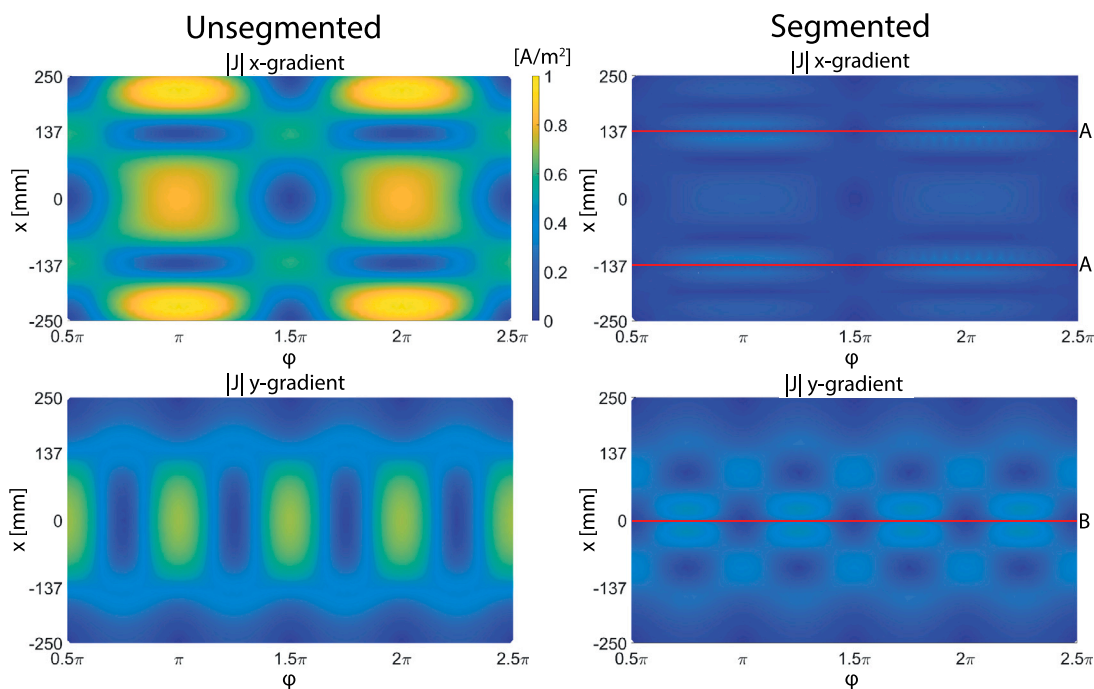 Unsegmented
Segmented
|J| x-gradient
[A/m²]
|J| x-gradient
250
137
0
-137
-250
x [mm]
0.5π π 1.5π 2π 2.5π
φ
1
0.8
0.6
0.4
0.2
0
250
137
0
-137
-250
x [mm]
A
A
0.5π π 1.5π 2π 2.5π
φ
|J| y-gradient
|J| y-gradient
250
137
0
-137
-250
x [mm]
0.5π π 1.5π 2π 2.5π
φ
250
137
0
-137
-250
x [mm]
B
0.5π π 1.5π 2π 2.5π
φ